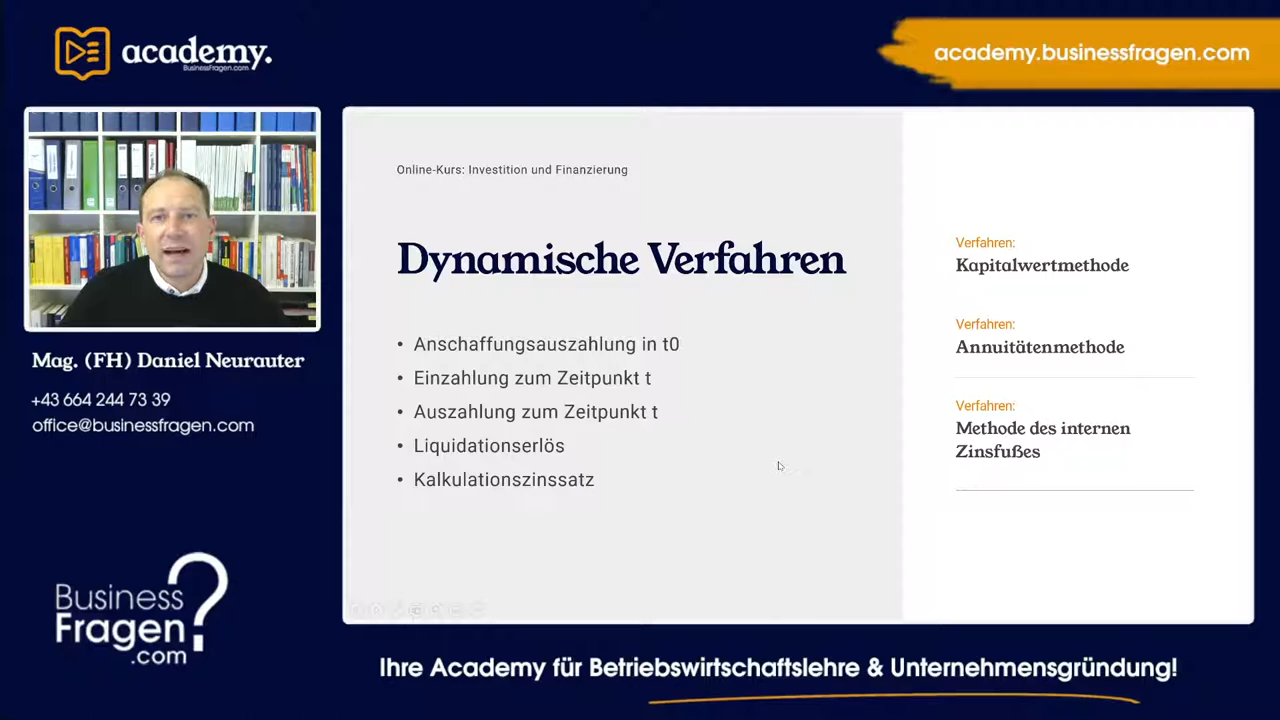 academy.
BusinessFragen.com
academy.businessfragen.com
Mag. (FH) Daniel Neurauter
+43 664 244 73 39
office@businessfragen.com
Online-Kurs: Investition und Finanzierung
Dynamische Verfahren
• Anschaffungsauszahlung in t0
• Einzahlung zum Zeitpunkt t
• Auszahlung zum Zeitpunkt t
• Liquidationserlös
• Kalkulationszinssatz
Verfahren:
Kapitalwertmethode
Verfahren:
Annuitätenmethode
Verfahren:
Methode des internen
Zinsfußes
Business
Fragen
.com
?
Ihre Academy für Betriebswirtschaftslehre & Unternehmensgründung!